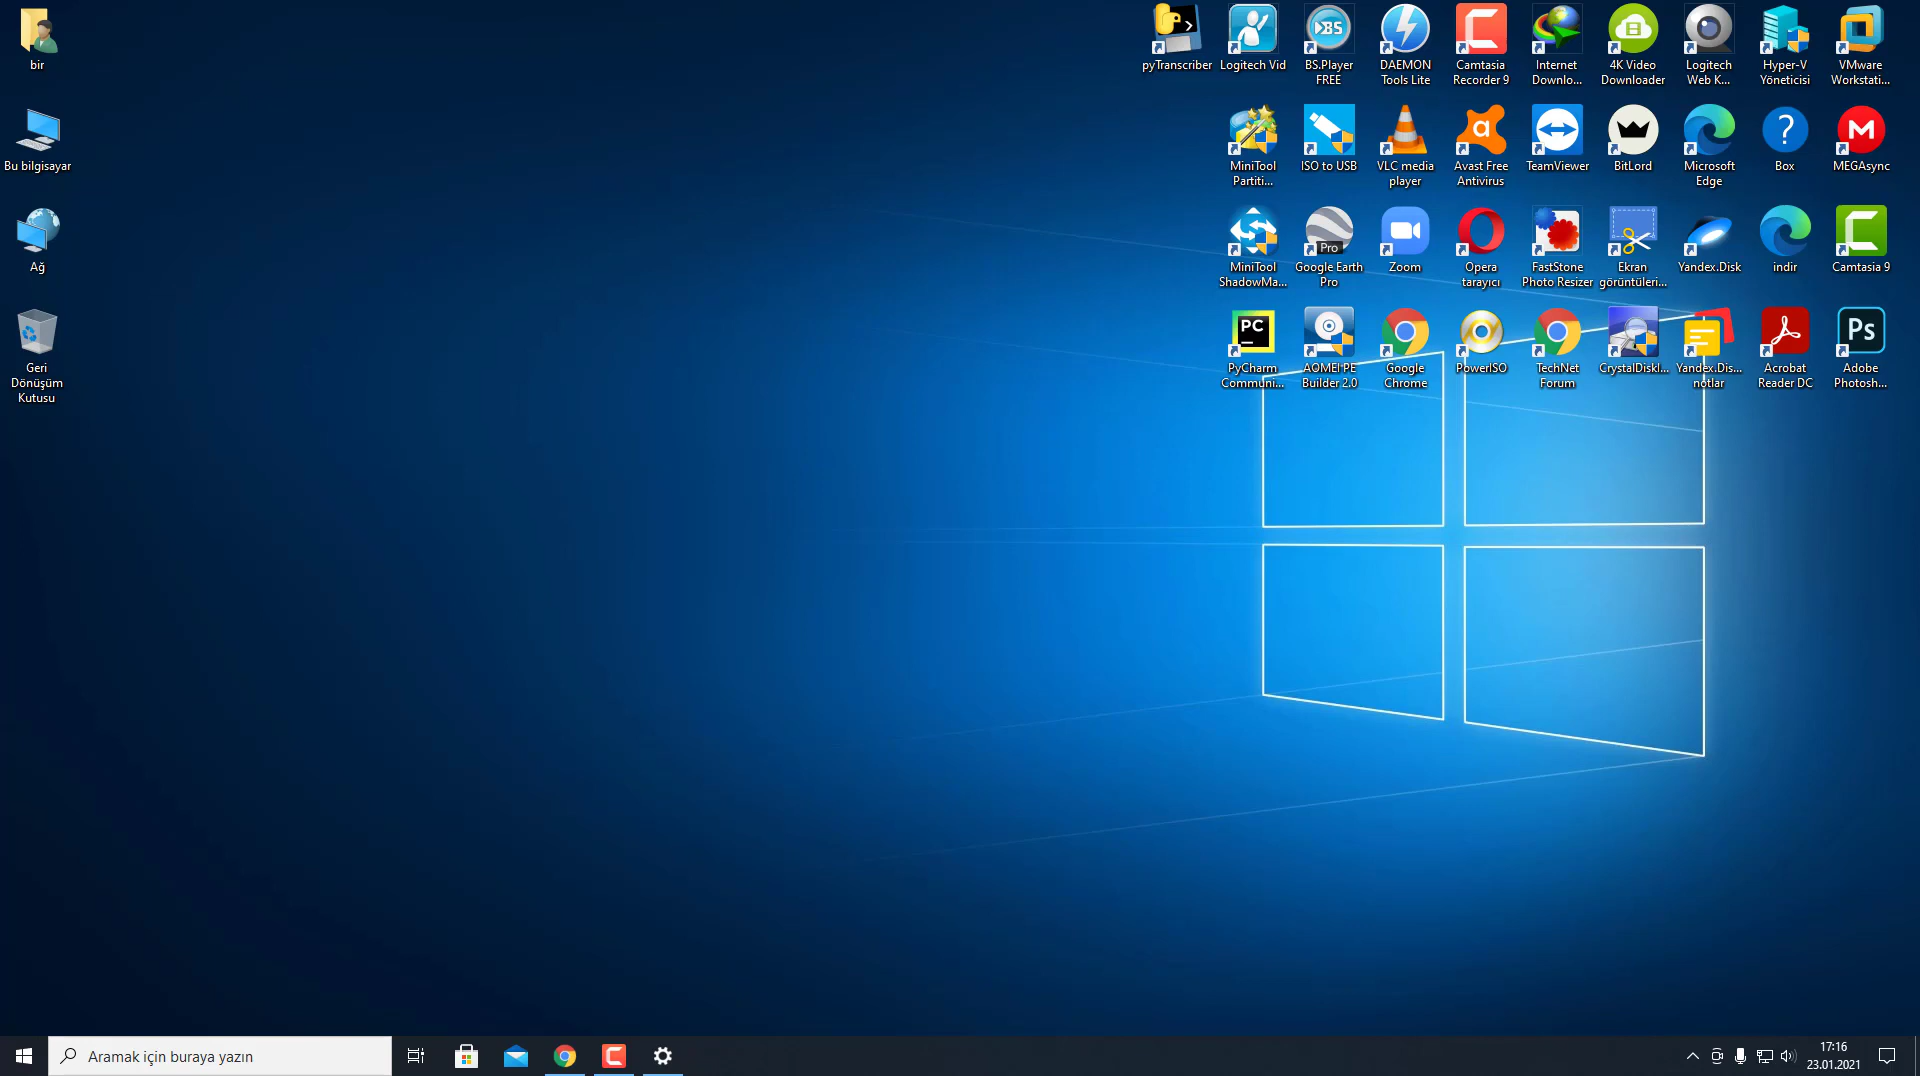 bir
Bu bilgisayar
Ağ
Geri
Dönüşüm
Kutusu
pyTranscriber
Logitech Vid
BS.Player
FREE
DAEMON
Tools Lite
Camtasia
Recorder 9
Internet
Downlo...
4K Video
Downloader
Logitech
Web K...
Hyper-V
Yöneticisi
VMware
Workstati...
MiniTool
Partiti...
ISO to USB
VLC media
player
Avast Free
Antivirus
TeamViewer
BitLord
Microsoft
Edge
Box
MEGAsync
MiniTool
ShadowMa...
Pro
Google Earth
Pro
Zoom
Opera
tarayıcı
FastStone
Photo Resizer
Ekran
görüntüleri...
Yandex.Disk
indir
Camtasia 9
PC
PyCharm
Communi...
AOMEI PE
Builder 2.0
Google
Chrome
PowerISO
TechNet
Forum
CrystalDiskI...
Yandex.Dis...
notlar
Acrobat
Reader DC
Ps
Adobe
Photosh...
Aramak için buraya yazın
17:16
23.01.2021